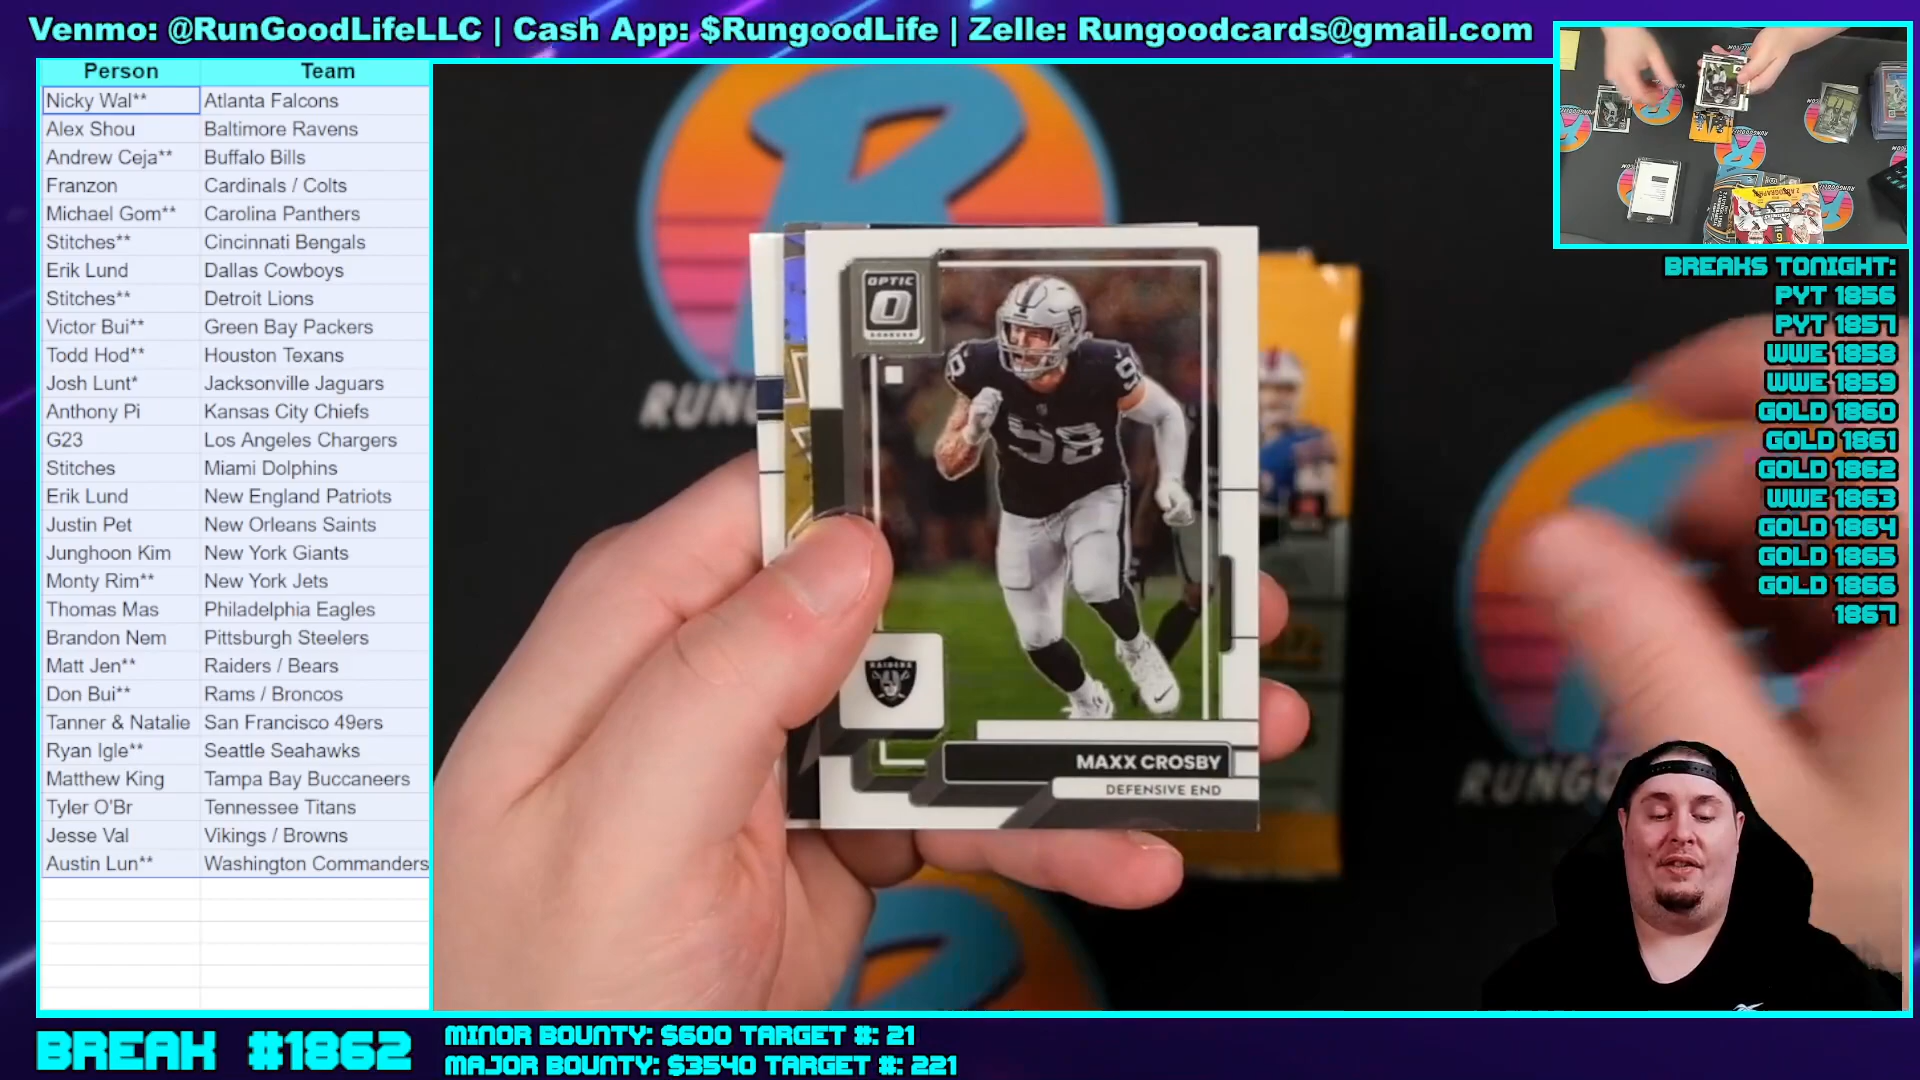 Venmo: @RunGoodLifeLLC | Cash App: $RungoodLife | Zelle: Rungoodcards@gmail.com
Person Team
Nicky Wal** Atlanta Falcons
Alex Shou Baltimore Ravens
Andrew Ceja** Buffalo Bills
Franzon Cardinals / Colts
Michael Gom** Carolina Panthers
Stitches** Cincinnati Bengals
Erik Lund Dallas Cowboys
Stitches** Detroit Lions
Victor Bui** Green Bay Packers
Todd Hod** Houston Texans
Josh Lunt* Jacksonville Jaguars
Anthony Pi Kansas City Chiefs
G23 Los Angeles Chargers
Stitches Miami Dolphins
Erik Lund New England Patriots
Justin Pet New Orleans Saints
Junghoon Kim New York Giants
Monty Rim** New York Jets
Thomas Mas Philadelphia Eagles
Brandon Nem Pittsburgh Steelers
Matt Jen** Raiders / Bears
Don Bui** Rams / Broncos
Tanner & Natalie San Francisco 49ers
Ryan Igle** Seattle Seahawks
Matthew King Tampa Bay Buccaneers
Tyler O'Br Tennessee Titans
Jesse Val Vikings / Browns
Austin Lun** Washington Commanders
OPTIC
DONRUSS
98
RAIDERS
MAXX CROSBY
DEFENSIVE END
BREAKS TONIGHT:
PYT 1856
PYT 1857
WWE 1858
WWE 1859
GOLD 1860
GOLD 1861
GOLD 1862
WWE 1863
GOLD 1864
GOLD 1865
GOLD 1866
1867
BREAK #1862
MINOR BOUNTY: $600 TARGET #: 21
MAJOR BOUNTY: $3540 TARGET #: 221